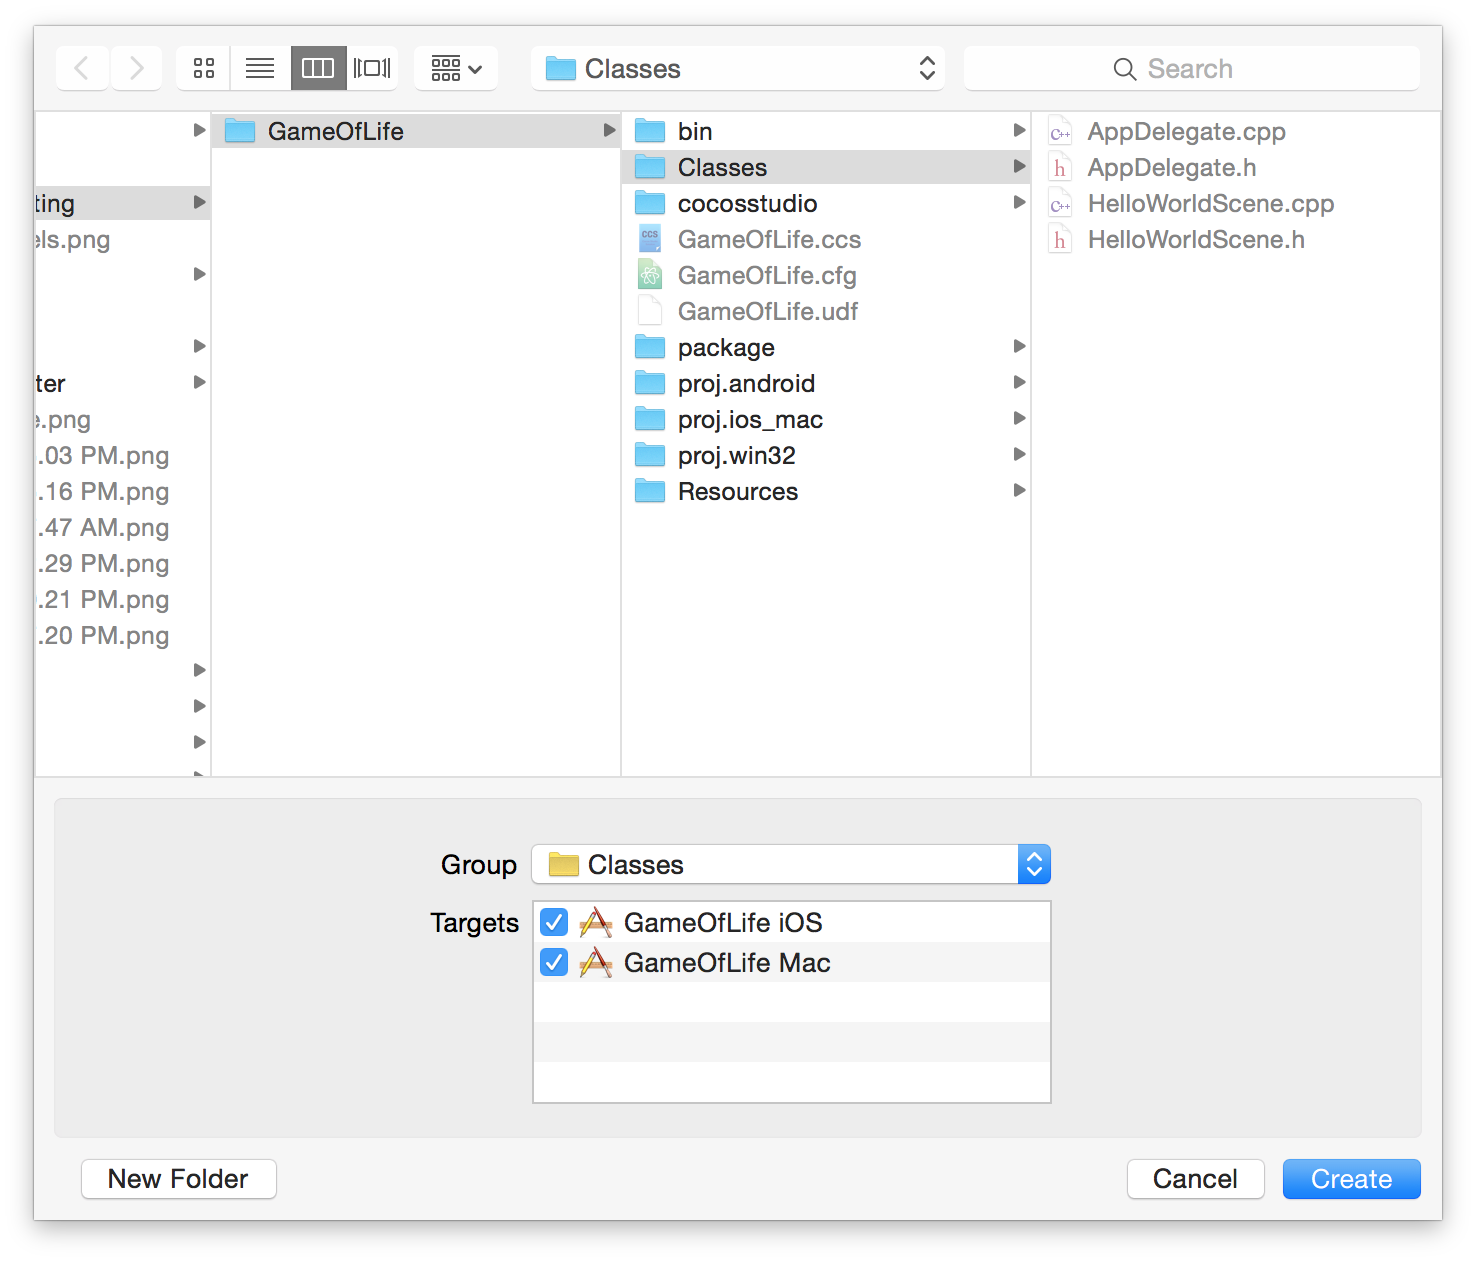 Classes
Search
ting
els.png
ter
e.png
.03 PM.png
.16 PM.png
.47 AM.png
.29 PM.png
.21 PM.png
.20 PM.png
GameOfLife
bin
Classes
cocosstudio
CCS
GameOfLife.ccs
GameOfLife.cfg
GameOfLife.udf
package
proj.android
proj.ios_mac
proj.win32
Resources
C++ AppDelegate.cpp
h AppDelegate.h
C++ HelloWorldScene.cpp
h HelloWorldScene.h
Group Classes
Targets GameOfLife iOS
GameOfLife Mac
New Folder
Cancel
Create